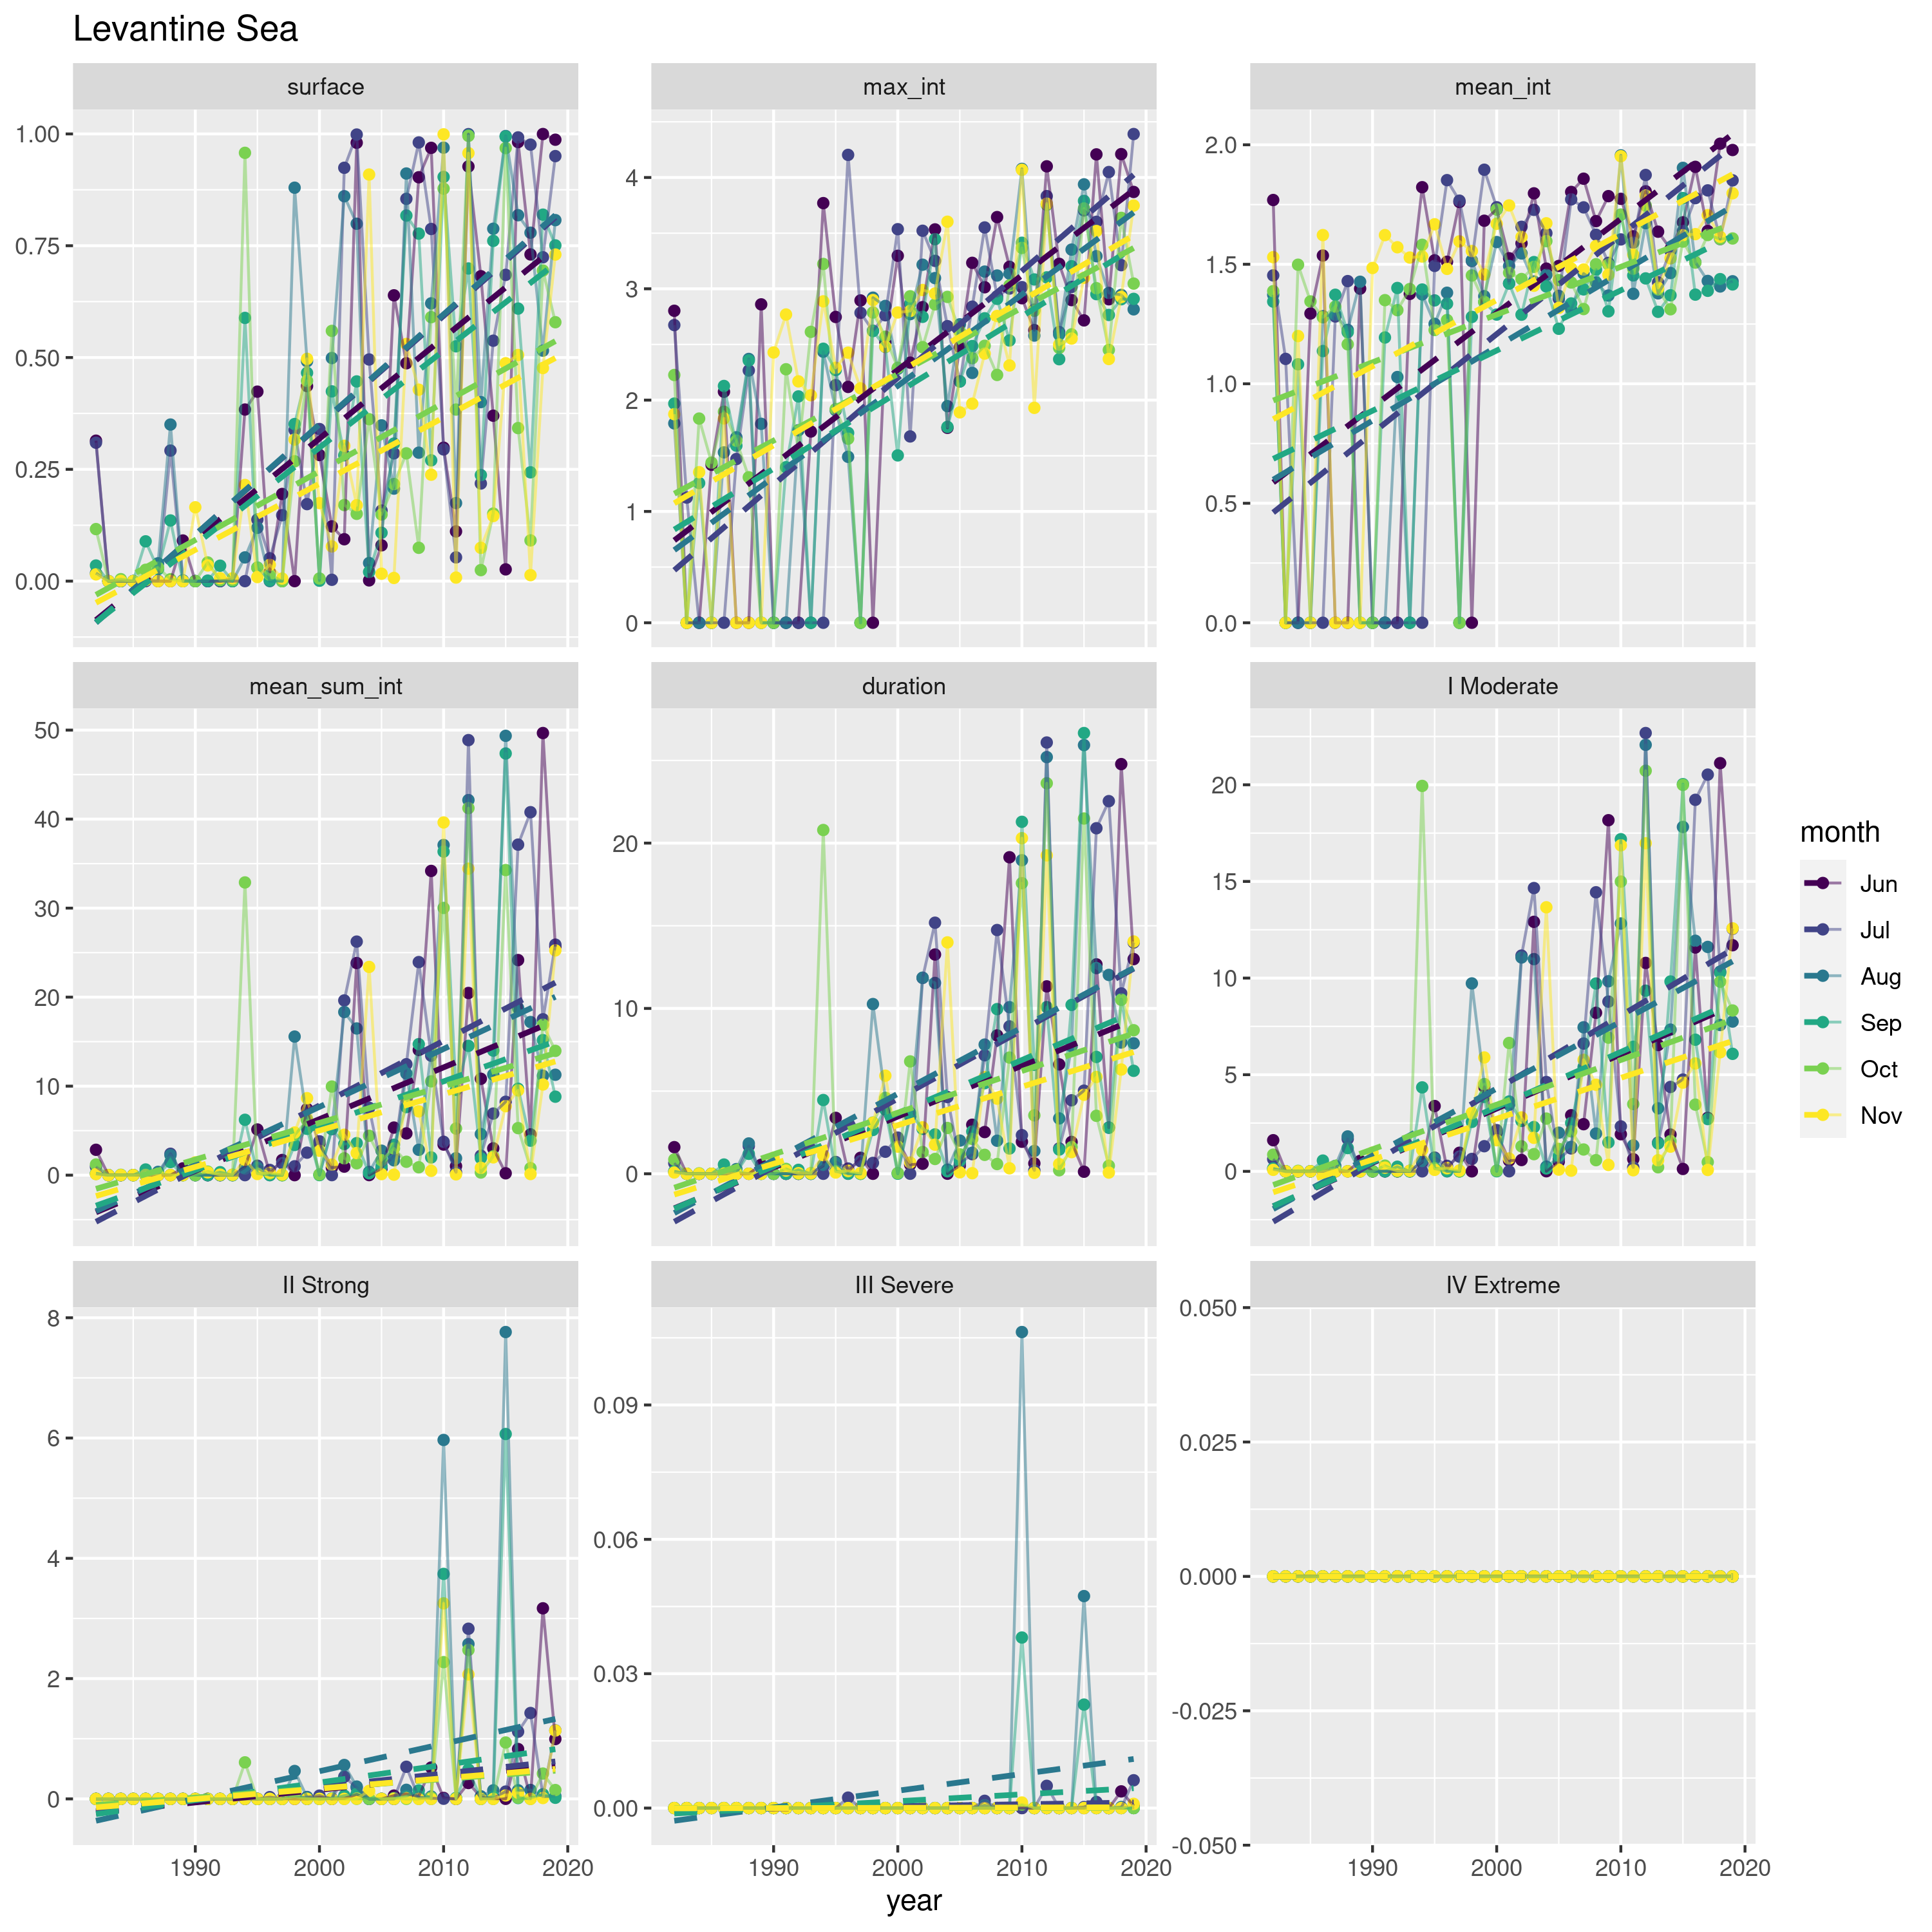 Levantine Sea
surface
max_int
mean_int
1.00
0.75
0.50
0.25
0.00
4
3
2
1
0
2.0
1.5
1.0
0.5
0.0
mean_sum_int
duration
I Moderate
50
40
30
20
10
0
20
10
0
20
15
10
5
0
month
Jun
Jul
Aug
Sep
Oct
Nov
II Strong
III Severe
IV Extreme
8
6
4
2
0
0.09
0.06
0.03
0.00
0.050
0.025
0.000
-0.025
-0.050
1990 2000 2010 2020
1990 2000 2010 2020
1990 2000 2010 2020
year